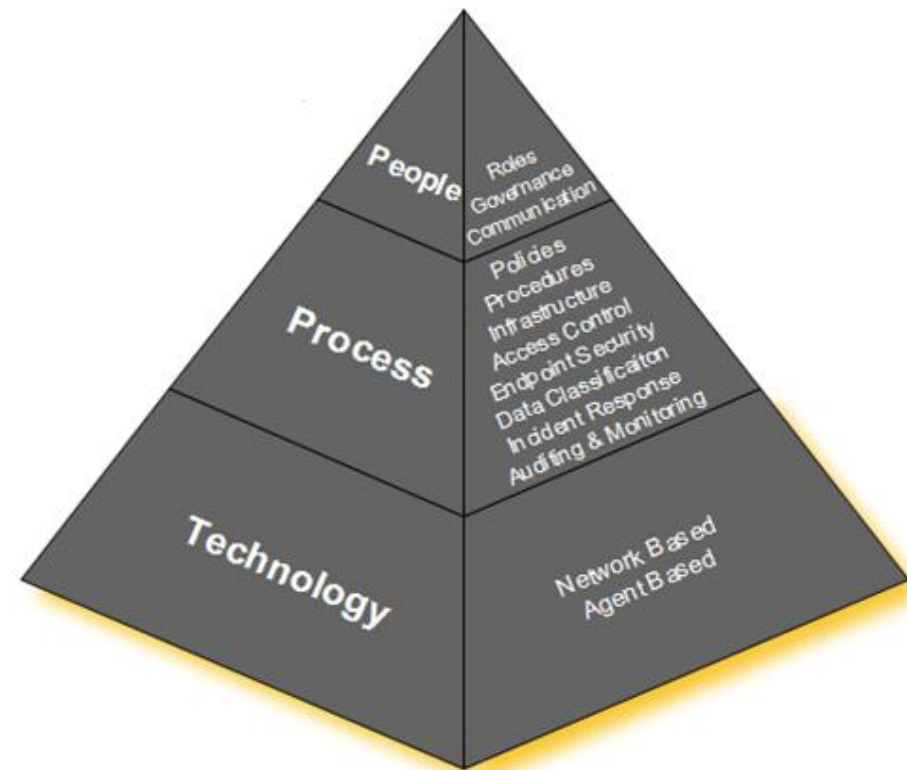 People
Roles
Governance
Communication
Process
Policies
Procedures
Infrastructure
Access Control
Endpoint Security
Data Classificaiton
Incident Response
Auditing & Monitoring
Technology
Network Based
Agent Based